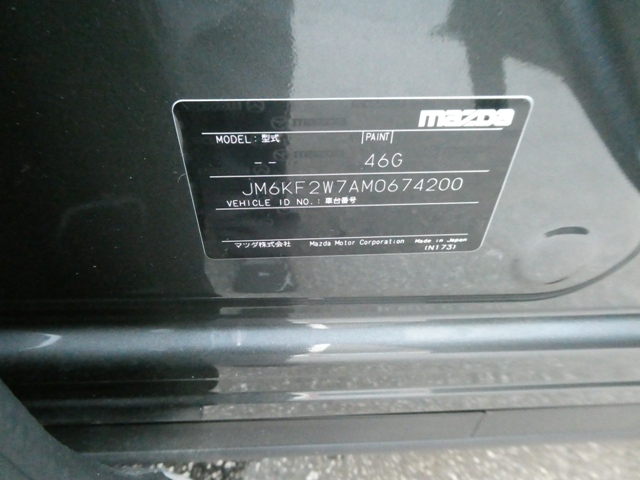 mazda
MODEL: 型式 PAINT
-- 46G
JM6KF2W7AM0674200
VEHICLE ID NO.: 車台番号
マツダ株式会社 Mazda Motor Corporation Made in Japan
(N173)